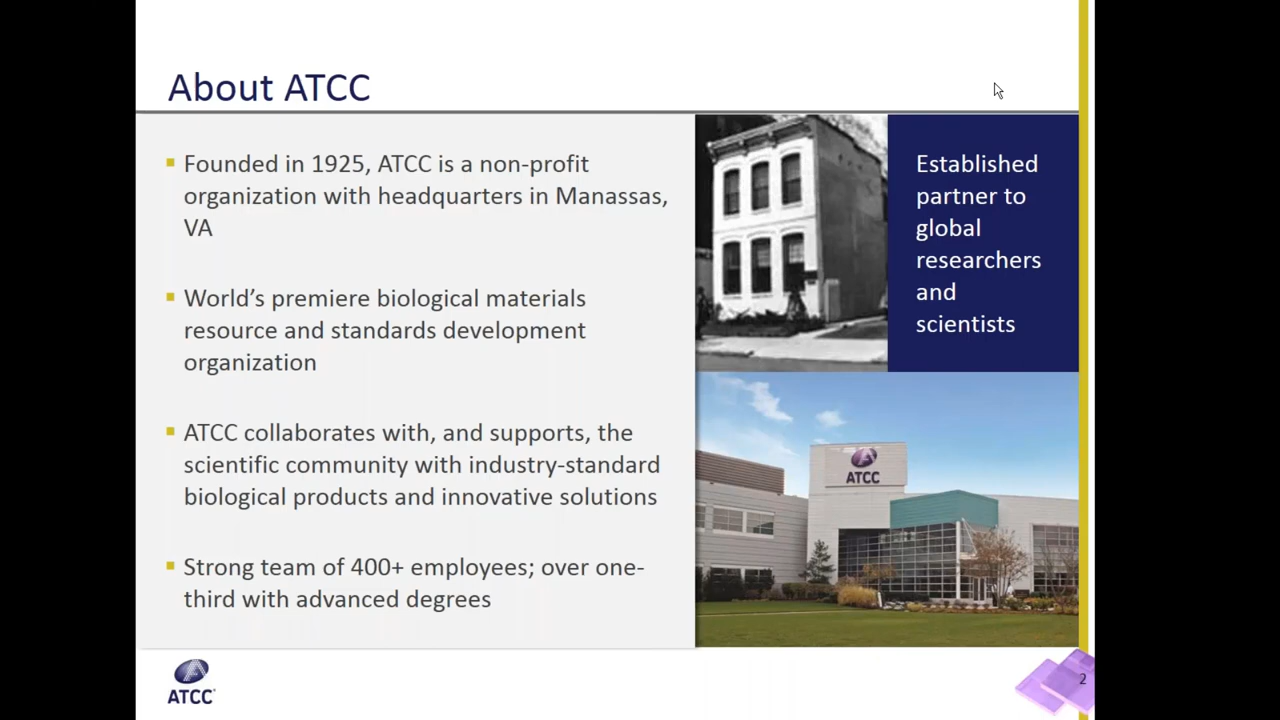 About ATCC
▪ Founded in 1925, ATCC is a non-profit
organization with headquarters in Manassas,
VA
▪ World’s premiere biological materials
resource and standards development
organization
▪ ATCC collaborates with, and supports, the
scientific community with industry-standard
biological products and innovative solutions
▪ Strong team of 400+ employees; over one-
third with advanced degrees
Established
partner to
global
researchers
and
scientists
ATCC
ATCC
2